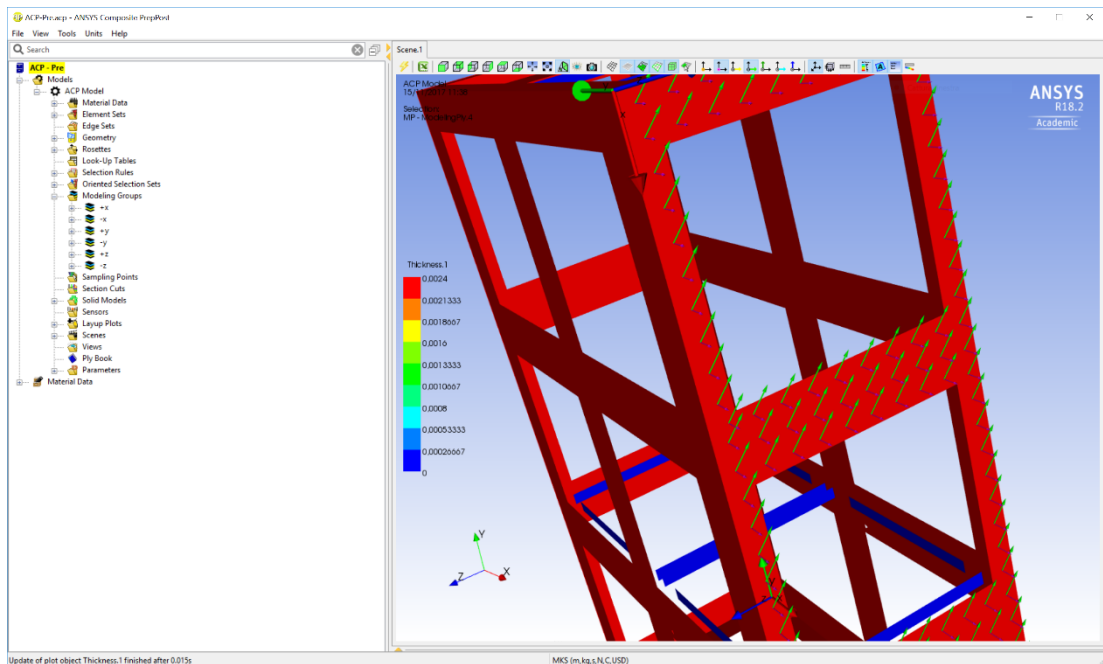 ACP-Pre.acp - ANSYS Composite PrepPost
File View Tools Units Help
Search
ACP - Pre
Models
ACP Model
Material Data
Element Sets
Edge Sets
Geometry
Rosettes
Look-Up Tables
Selection Rules
Oriented Selection Sets
Modeling Groups
+x
-x
+y
-y
+z
-z
Sampling Points
Section Cuts
Solid Models
Sensors
Layup Plots
Scenes
Views
Ply Book
Parameters
Material Data
Scene.1
ACP Model
Selection
ANSYS
R18.2
Academic
Thickness.1
0,0024
0,0021333
0,0018667
0,0016
0,0013333
0,0010667
0,0008
0,00053333
0,00026667
0
x
Y
Z
X
Update of plot object Thickness.1 finished after 0.015s
MKS (m,kg,s,N,C,USD)